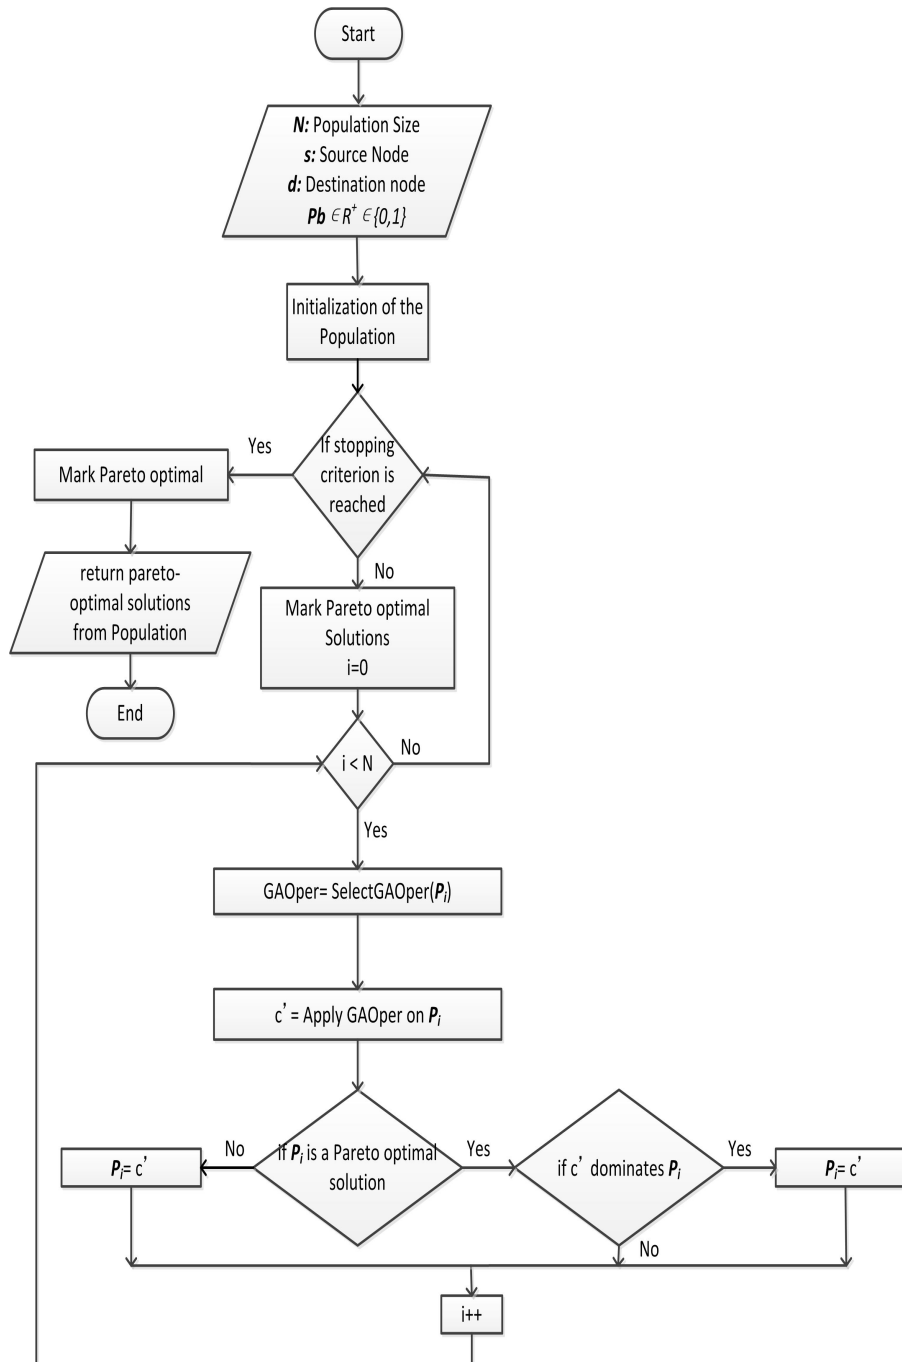 Start
N: Population Size
s: Source Node
d: Destination node
Pb ∈R⁺ ∈{0,1}
Initialization of the
Population
If stopping
criterion is
reached
Yes
Mark Pareto optimal
return pareto-
optimal solutions
from Population
End
No
Mark Pareto optimal
Solutions
i=0
i < N
No
Yes
GAOper= SelectGAOper(Pi)
c’ = Apply GAOper on Pi
if Pi is a Pareto optimal
solution
No
Pi= c’
Yes
if c’ dominates Pi
Yes
Pi= c’
No
i++